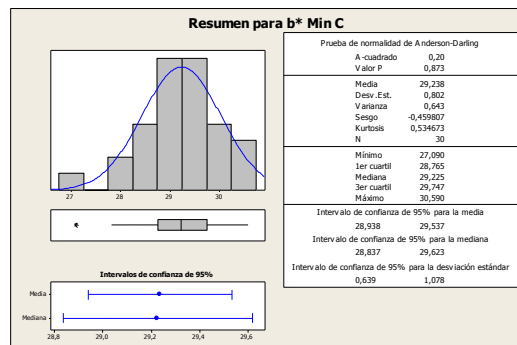 Resumen para b* Min C
27 28 29 30
Intervalos de confianza de 95%
Media
Mediana
28,8 29,0 29,2 29,4 29,6
Prueba de normalidad de Anderson-Darling
A-cuadrado 0,20
Valor P 0,873
Media 29,238
Desv.Est. 0,802
Varianza 0,643
Sesgo -0,459807
Kurtosis 0,534673
N 30
Mínimo 27,090
1er cuartil 28,765
Mediana 29,225
3er cuartil 29,747
Máximo 30,590
Intervalo de confianza de 95% para la media
28,938 29,537
Intervalo de confianza de 95% para la mediana
28,837 29,623
Intervalo de confianza de 95% para la desviación estándar
0,639 1,078